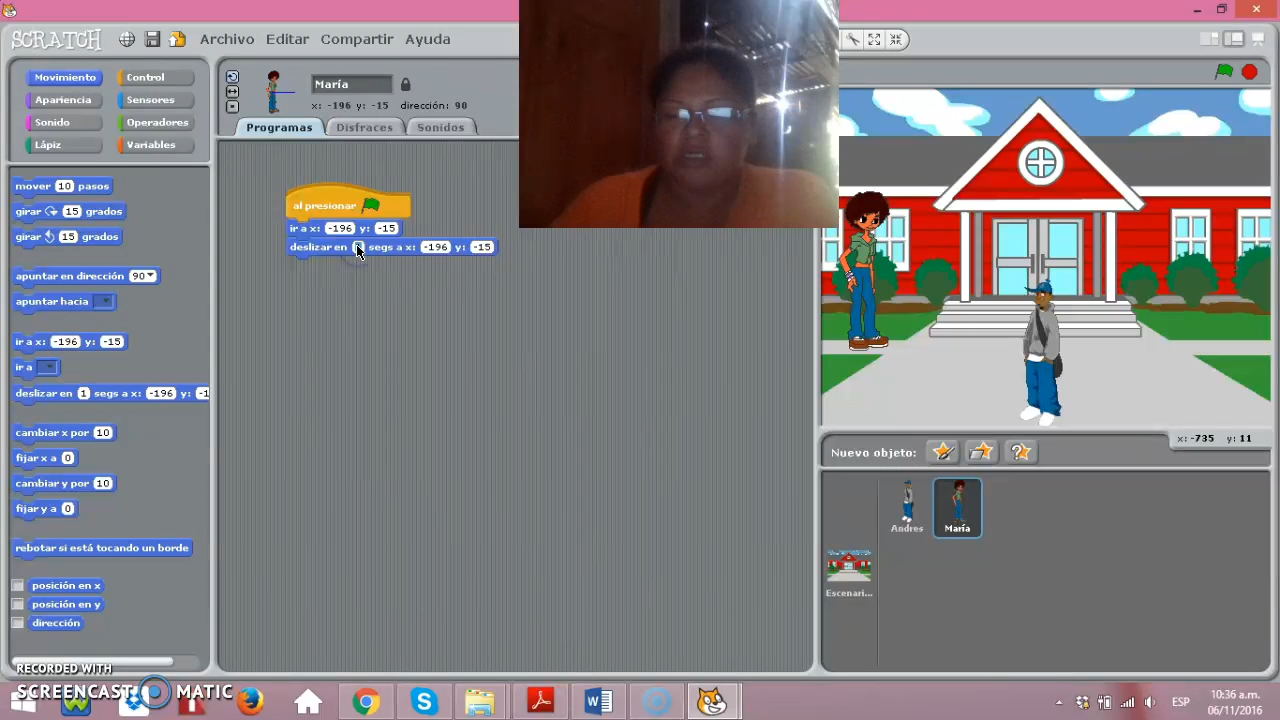 SCRATCH
Archivo Editar Compartir Ayuda
Movimiento Control
Apariencia Sensores
Sonido Operadores
Lápiz Variables
María
x: -196 y: -15 dirección: 90
Programas Disfraces Sonidos
mover 10 pasos
girar 15 grados
girar 15 grados
apuntar en dirección 90
apuntar hacia
ir a x: -196 y: -15
ir a
deslizar en 1 segs a x: -196 y: -1
cambiar x por 10
fijar x a 0
cambiar y por 10
fijar y a 0
rebotar si está tocando un borde
posición en x
posición en y
dirección
al presionar
ir a x: -196 y: -15
deslizar en segs a x: -196 y: -15
x: -735 y: 11
Nuevo objeto:
Andres
María
Escenari...
RECORDED WITH
SCREENCAST MATIC
ESP
10:36 a.m.
06/11/2016